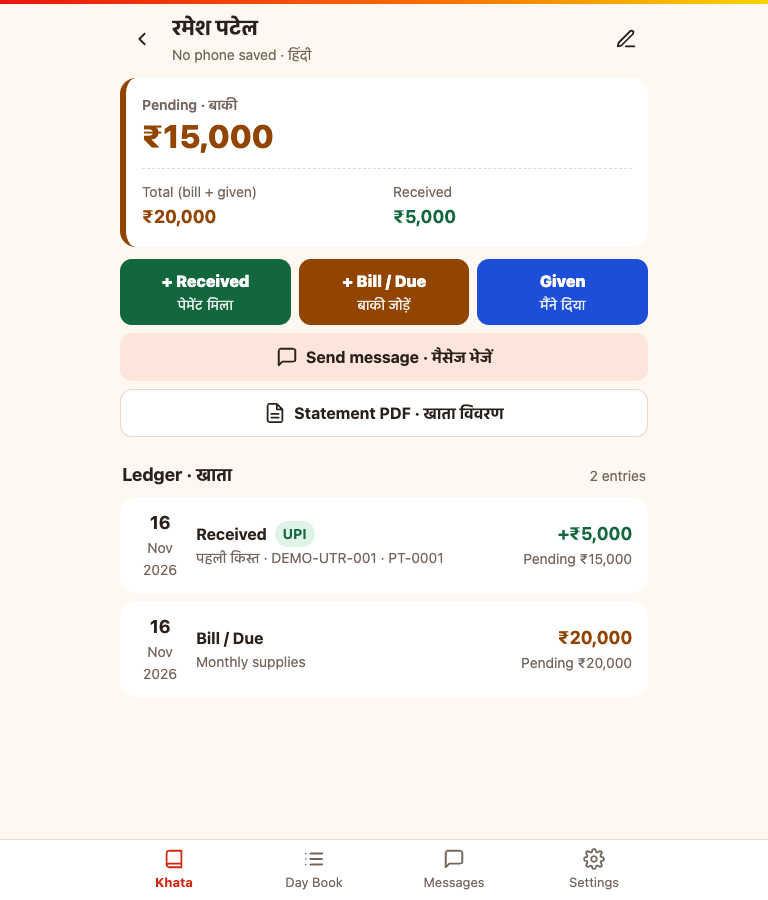 रमेश पटेल
No phone saved · हिंदी
Pending · बाकी
₹15,000
Total (bill + given)
Received
₹20,000
₹5,000
+ Received
पेमेंट मिला
+ Bill / Due
बाकी जोड़ें
Given
मैंने दिया
Send message · मैसेज भेजें
Statement PDF · खाता विवरण
Ledger · खाता
2 entries
16
Nov
2026
Received UPI
पहली किस्त · DEMO-UTR-001 · PT-0001
+₹5,000
Pending ₹15,000
16
Nov
2026
Bill / Due
Monthly supplies
₹20,000
Pending ₹20,000
Khata
Day Book
Messages
Settings